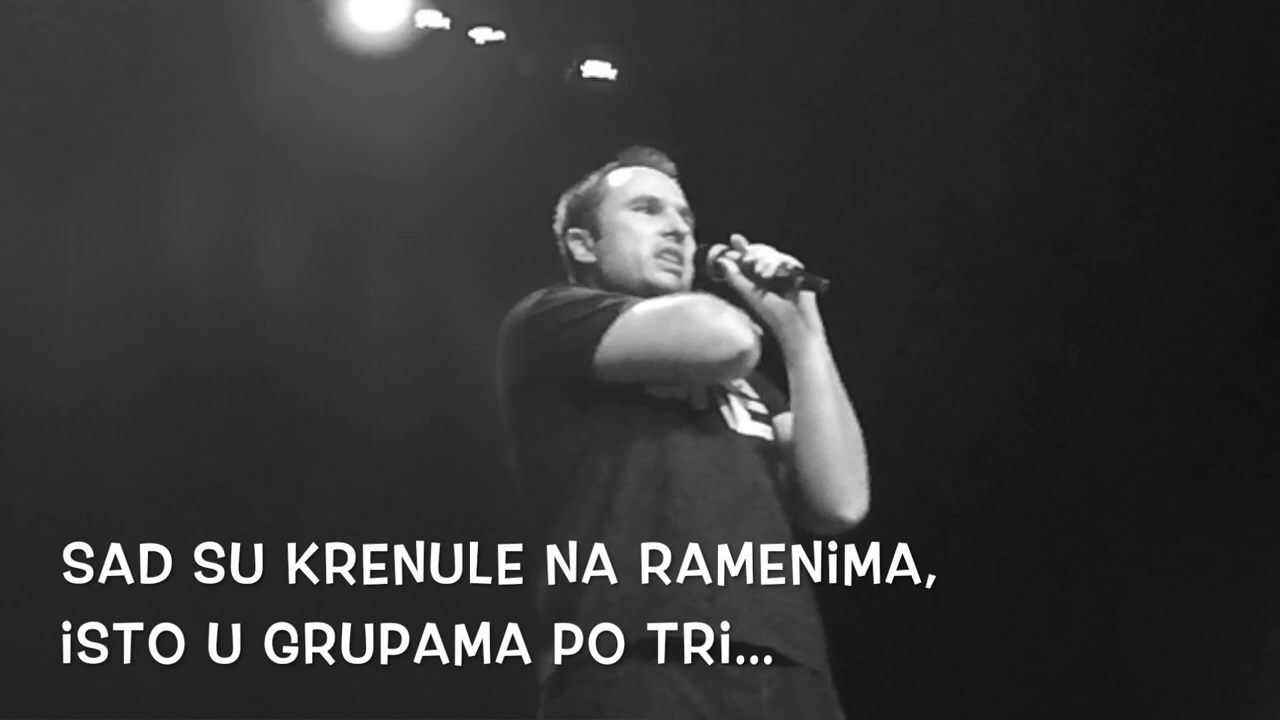 SAD SU KRENULE NA RAMENiMA,
iSTO U GRUPAMA PO TRi...